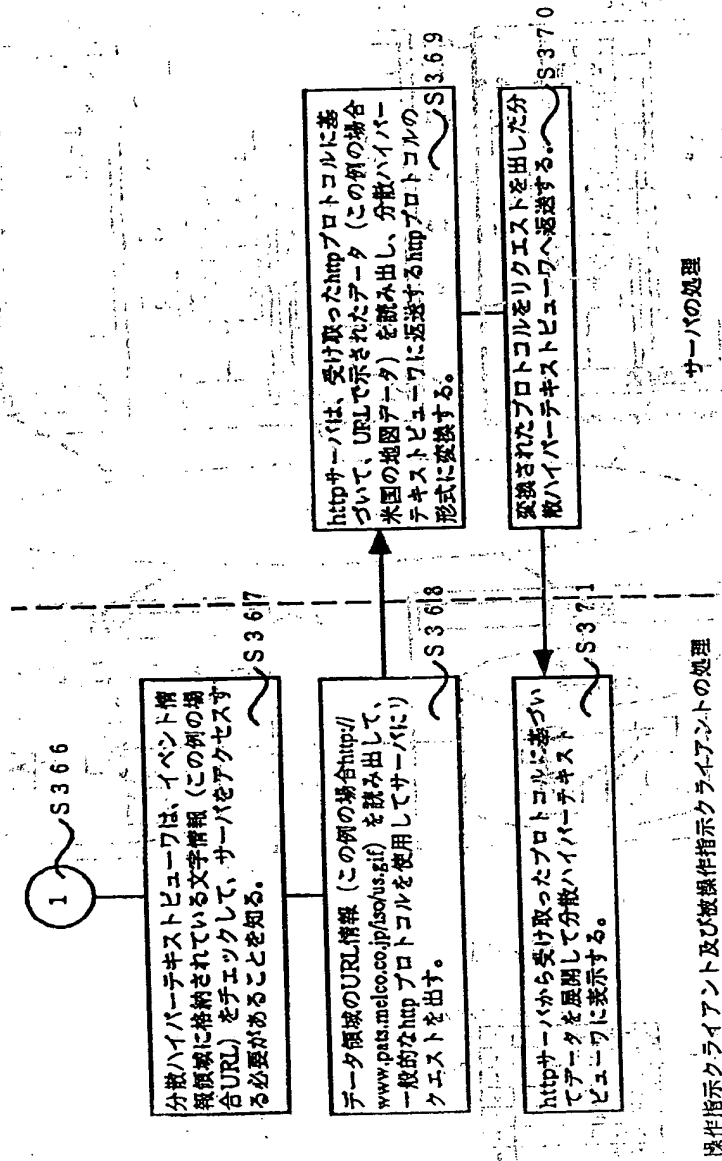 1
S366
分散ハイパーテキストビューワは、イベント情
報領域に格納されている文字情報（この例の場
合URL）をチェックして、サーバをアクセスす
る必要があることを知る。
S367
データ領域のURL情報（この例の場合http://
www.pats.melco.co.jp/iso/us.gif）を読み出して、
一般的なhttpプロトコルを使用してサーバにリ
クエストを出す。
S368
httpサーバは、受け取ったhttpプロトコルに基
づいて、URLで示されたデータ（この例の場合
米国の地図データ）を読み出し、分散ハイパー
テキストビューワに返送するhttpプロトコルの
形式に変換する。
S369
変換されたプロトコルをリクエストを出した分
散ハイパーテキストビューワへ返送する。
S370
httpサーバから受け取ったプロトコルに基づい
てデータを展開して分散ハイパーテキスト
ビューワに表示する。
S371
操作指示クライアント及び被操作指示クライアントの処理
サーバの処理